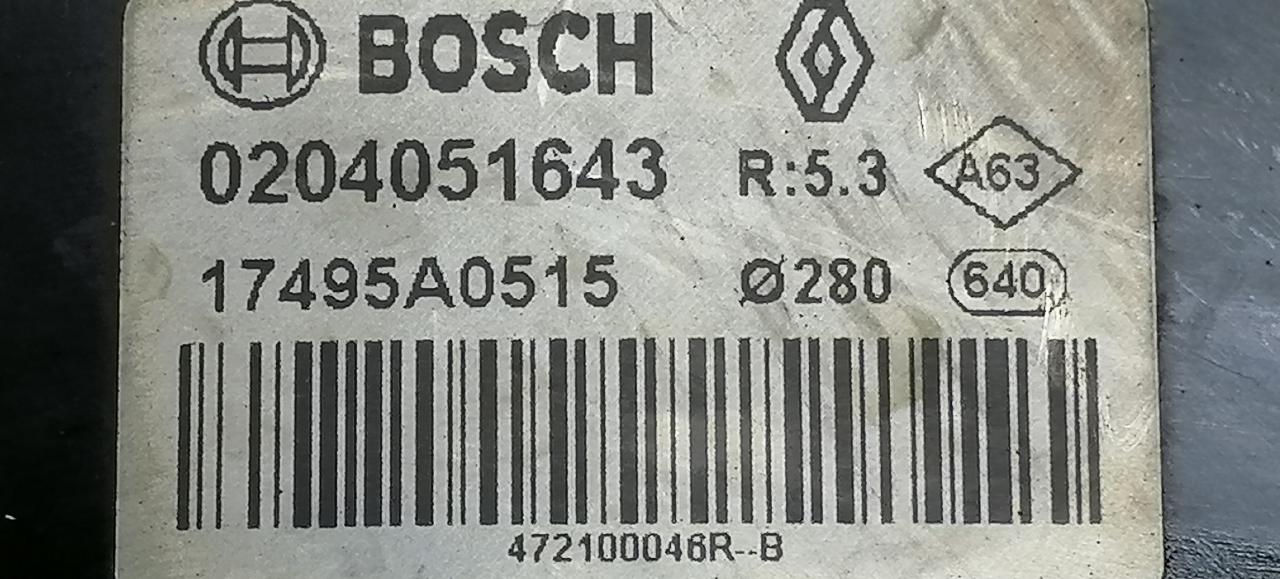 BOSCH
0204051643 R:5.3 A63
17495A0515 Ø280 640
472100046R--B